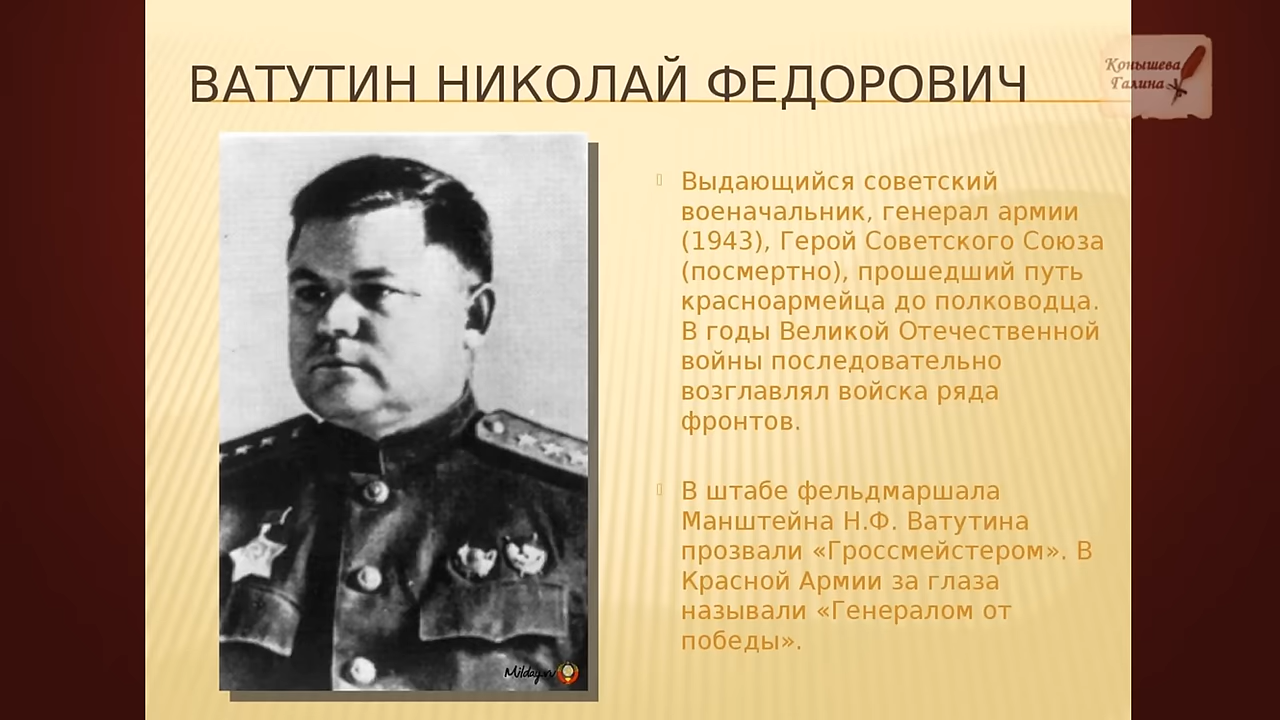 ВАТУТИН НИКОЛАЙ ФЕДОРОВИЧ
Конышева
Галина
Выдающийся советский
военачальник, генерал армии
(1943), Герой Советского Союза
(посмертно), прошедший путь
красноармейца до полководца.
В годы Великой Отечественной
войны последовательно
возглавлял войска ряда
фронтов.
В штабе фельдмаршала
Манштейна Н.Ф. Ватутина
прозвали «Гроссмейстером». В
Красной Армии за глаза
называли «Генералом от
победы».